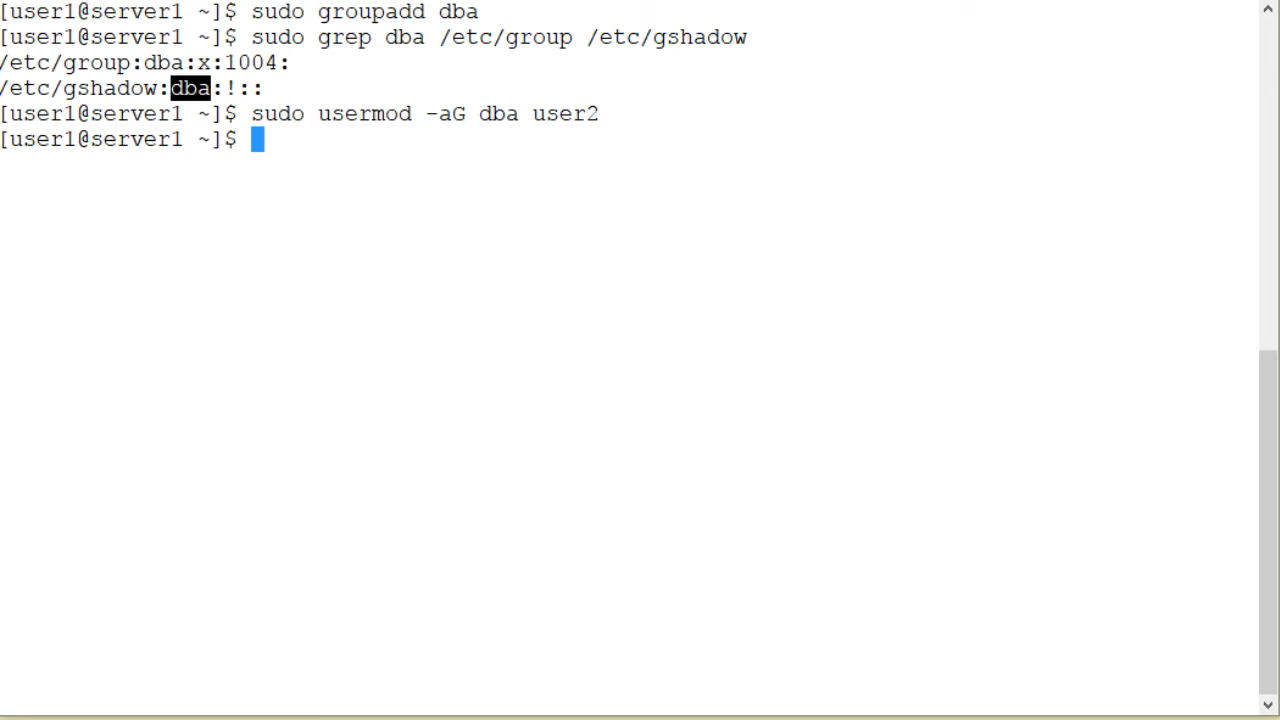 [user1@server1 ~]$ sudo groupadd dba
[user1@server1 ~]$ sudo grep dba /etc/group /etc/gshadow
/etc/group:dba:x:1004:
/etc/gshadow:dba:!::
[user1@server1 ~]$ sudo usermod -aG dba user2
[user1@server1 ~]$